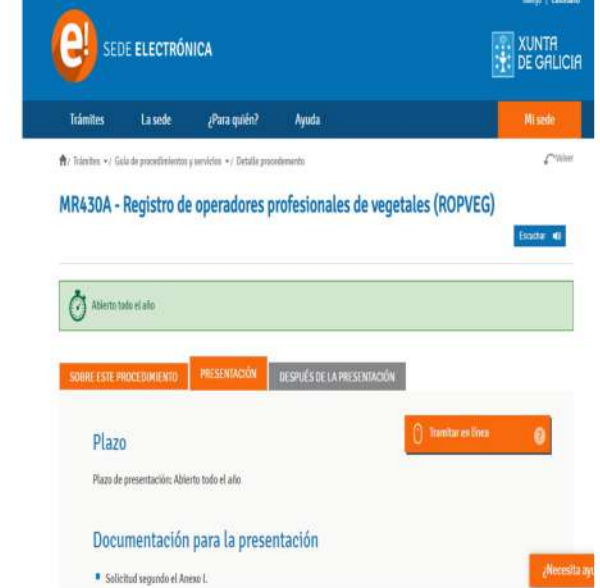 Galego | Castellano
e! SEDE ELECTRÓNICA
XUNTA
DE GALICIA
Trámites La sede ¿Para quién? Ayuda Mi sede
/ Trámites / Guía de procedimientos y servicios / Detalle procedemento Volver
MR430A - Registro de operadores profesionales de vegetales (ROPVEG)
Escuchar
Abierto todo el año
SOBRE ESTE PROCEDIMIENTO PRESENTACIÓN DESPUÉS DE LA PRESENTACIÓN
Tramitar en línea ?
Plazo
Plazo de presentación: Abierto todo el año
Documentación para la presentación
Solicitud segundo el Anexo I.
¿Necesita ayu